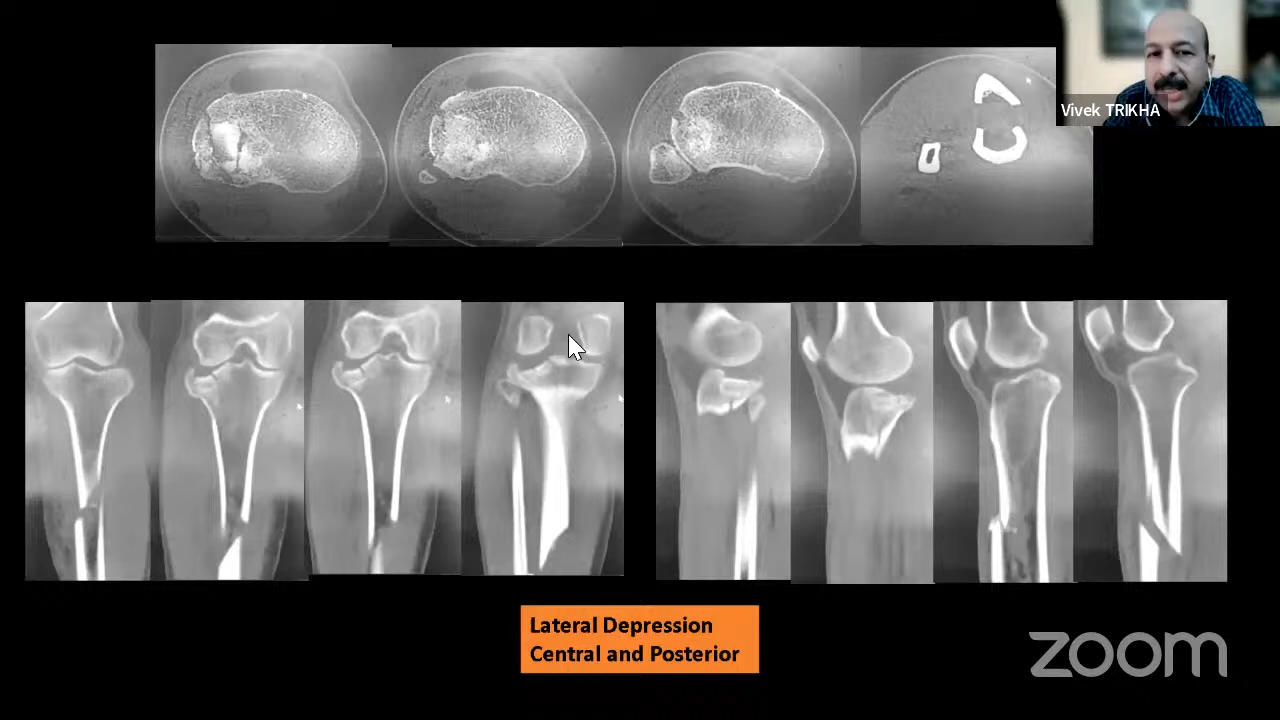 Vivek TRIKHA
Lateral Depression
Central and Posterior
zoom